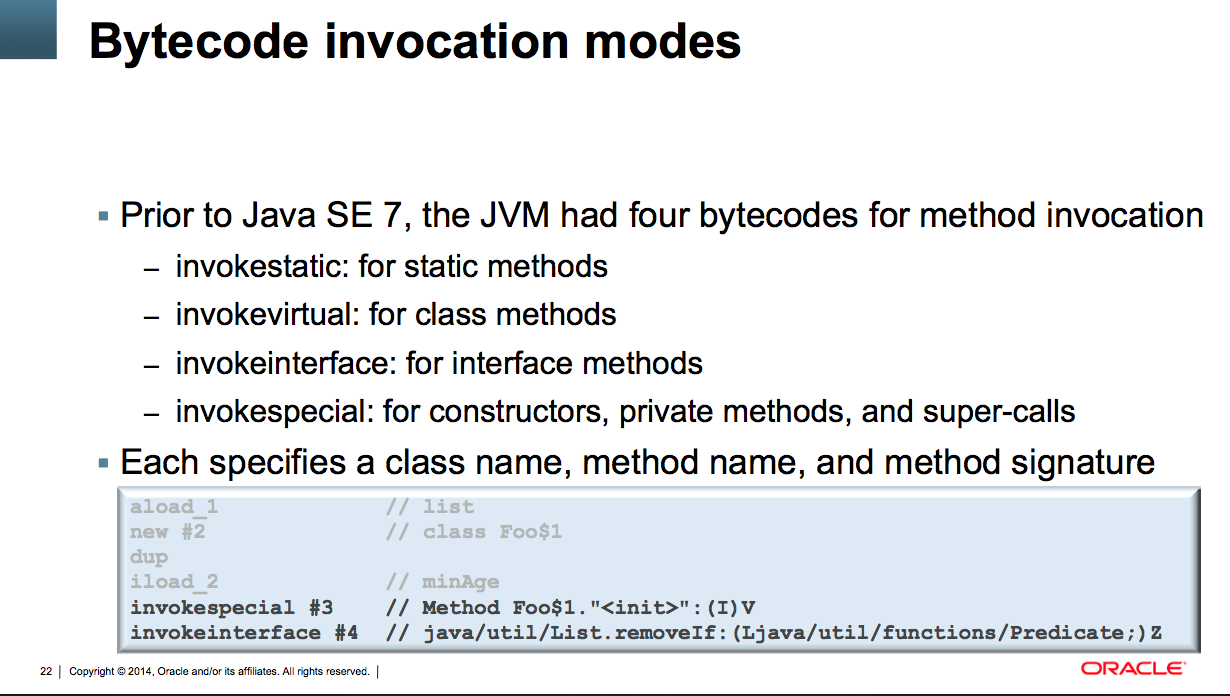 Bytecode invocation modes
▪ Prior to Java SE 7, the JVM had four bytecodes for method invocation
– invokestatic: for static methods
– invokevirtual: for class methods
– invokeinterface: for interface methods
– invokespecial: for constructors, private methods, and super-calls
▪ Each specifies a class name, method name, and method signature
aload_1 // list
new #2 // class Foo$1
dup
iload_2 // minAge
invokespecial #3 // Method Foo$1."<init>":(I)V
invokeinterface #4 // java/util/List.removeIf:(Ljava/util/functions/Predicate;)Z
22 | Copyright © 2014, Oracle and/or its affiliates. All rights reserved. |
ORACLE